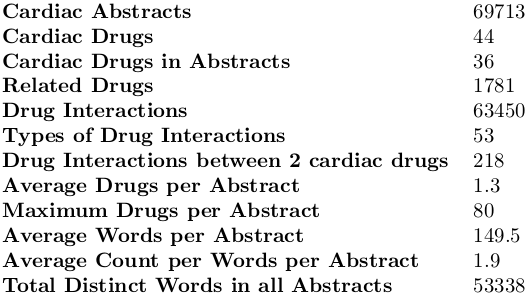 Cardiac Abstracts 69713
Cardiac Drugs 44
Cardiac Drugs in Abstracts 36
Related Drugs 1781
Drug Interactions 63450
Types of Drug Interactions 53
Drug Interactions between 2 cardiac drugs 218
Average Drugs per Abstract 1.3
Maximum Drugs per Abstract 80
Average Words per Abstract 149.5
Average Count per Words per Abstract 1.9
Total Distinct Words in all Abstracts 53338